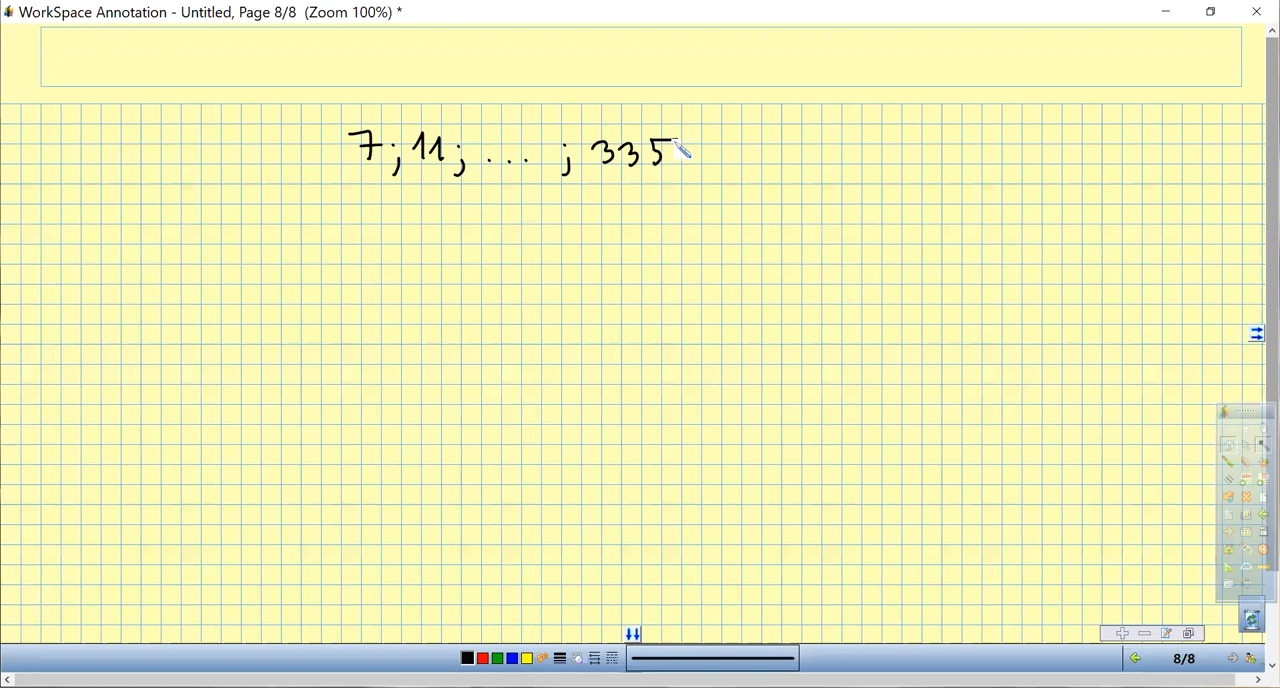 WorkSpace Annotation - Untitled, Page 8/8 (Zoom 100%) *
7 ; 11 ; ... ; 335
8/8